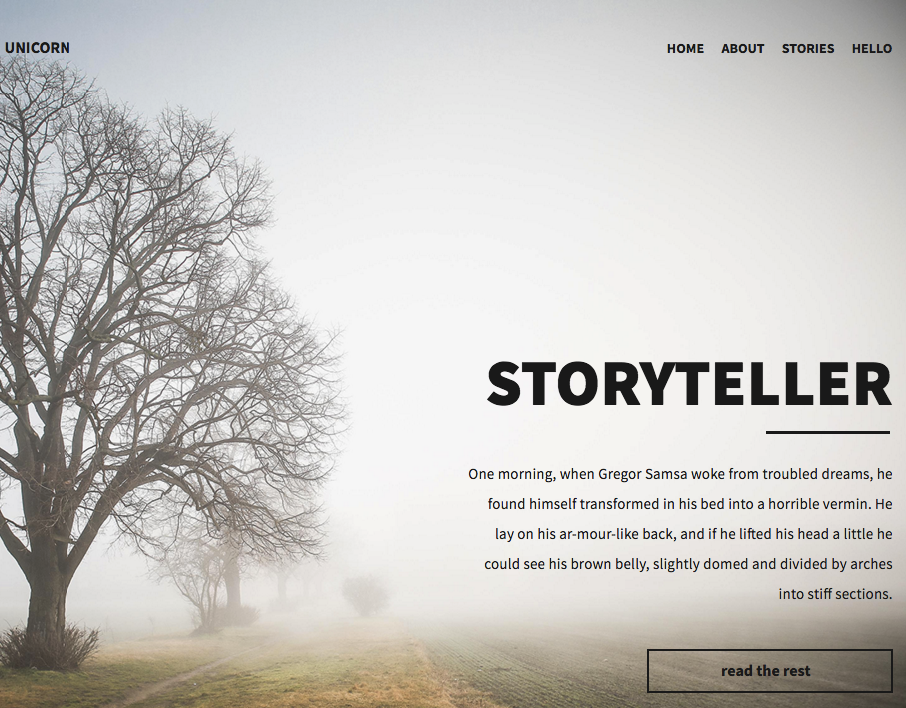 UNICORN
HOME ABOUT STORIES HELLO
STORYTELLER
One morning, when Gregor Samsa woke from troubled dreams, he
found himself transformed in his bed into a horrible vermin. He
lay on his ar-mour-like back, and if he lifted his head a little he
could see his brown belly, slightly domed and divided by arches
into stiff sections.
read the rest